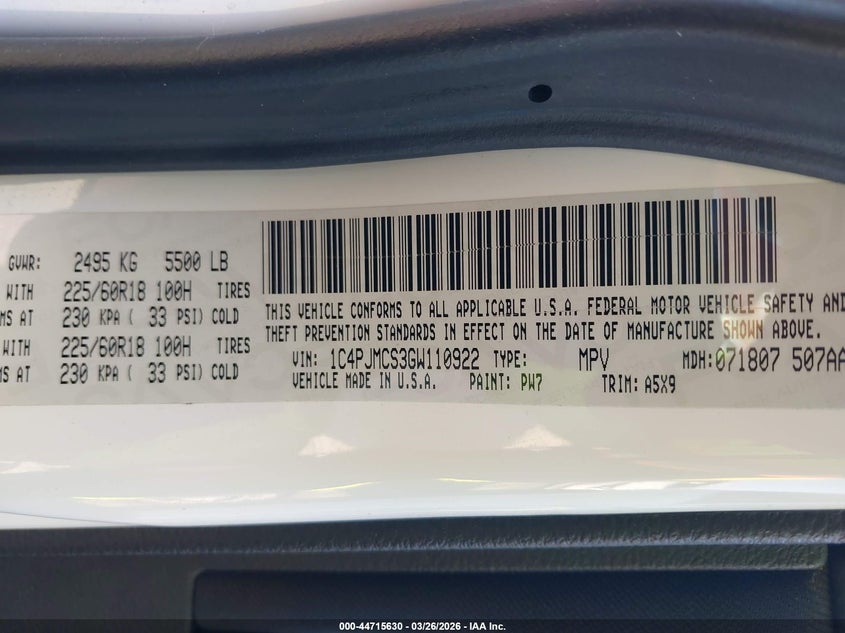 GVWR: 2495 KG 5500 LB
WITH 225/60R18 100H TIRES
MS AT 230 KPA ( 33 PSI) COLD
WITH 225/60R18 100H TIRES
MS AT 230 KPA ( 33 PSI) COLD
THIS VEHICLE CONFORMS TO ALL APPLICABLE U.S.A. FEDERAL MOTOR VEHICLE SAFETY AND
THEFT PREVENTION STANDARDS IN EFFECT ON THE DATE OF MANUFACTURE SHOWN ABOVE.
VIN: 1C4PJMCS3GW110922 TYPE: MPV MDH:071807 507AA
VEHICLE MADE IN U.S.A. PAINT: PW7 TRIM: A5X9
000-44715630 - 03/26/2026 - IAA Inc.